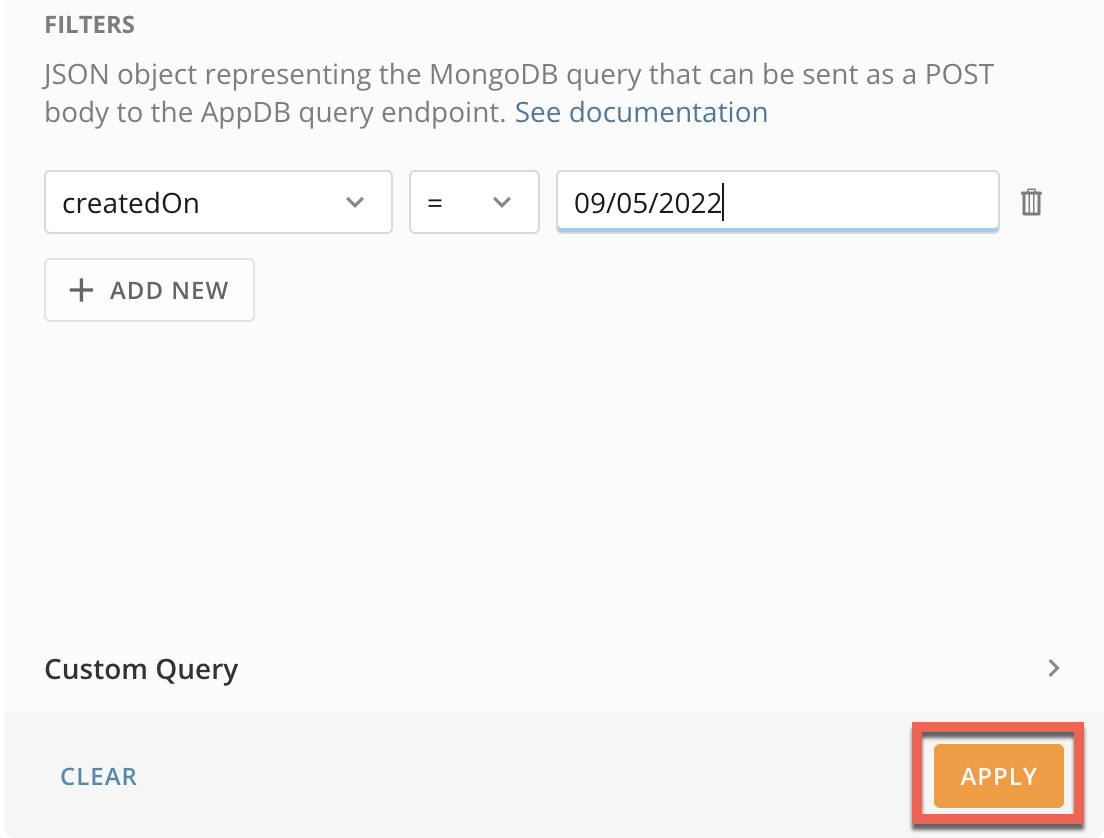 FILTERS
JSON object representing the MongoDB query that can be sent as a POST
body to the AppDB query endpoint. See documentation
createdOn = 09/05/2022
ADD NEW
Custom Query
CLEAR APPLY